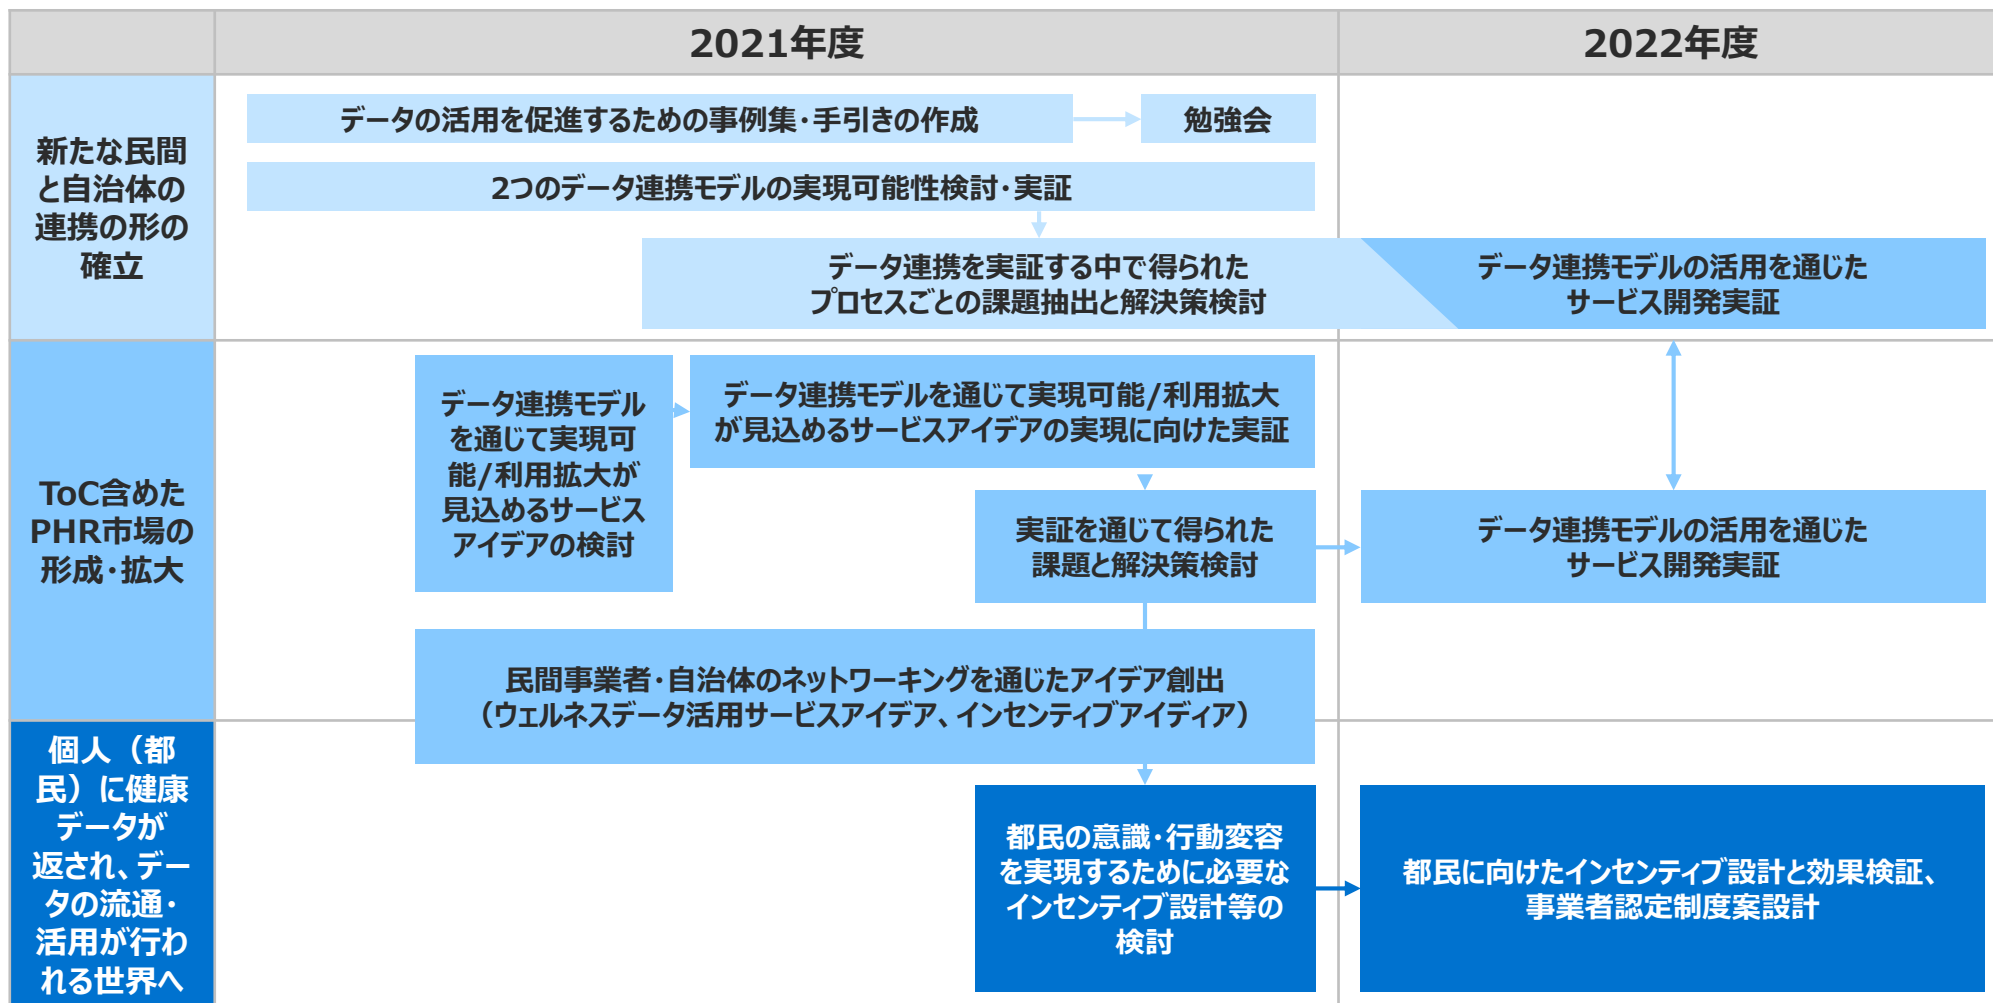 2021年度
2022年度
新たな民間
と自治体の
連携の形の
確立
データの活用を促進するための事例集・手引きの作成
勉強会
2つのデータ連携モデルの実現可能性検討・実証
データ連携を実証する中で得られた
プロセスごとの課題抽出と解決策検討
データ連携モデルの活用を通じた
サービス開発実証
ToC含めた
PHR市場の
形成・拡大
データ連携モデル
を通じて実現可
能/利用拡大が
見込めるサービス
アイデアの検討
データ連携モデルを通じて実現可能/利用拡大
が見込めるサービスアイデアの実現に向けた実証
実証を通じて得られた
課題と解決策検討
データ連携モデルの活用を通じた
サービス開発実証
民間事業者・自治体のネットワーキングを通じたアイデア創出
（ウェルネスデータ活用サービスアイデア、インセンティブアイディア）
個人（都
民）に健康
データが
返され、デー
タの流通・
活用が行わ
れる世界へ
都民の意識・行動変容
を実現するために必要な
インセンティブ設計等の
検討
都民に向けたインセンティブ設計と効果検証、
事業者認定制度案設計